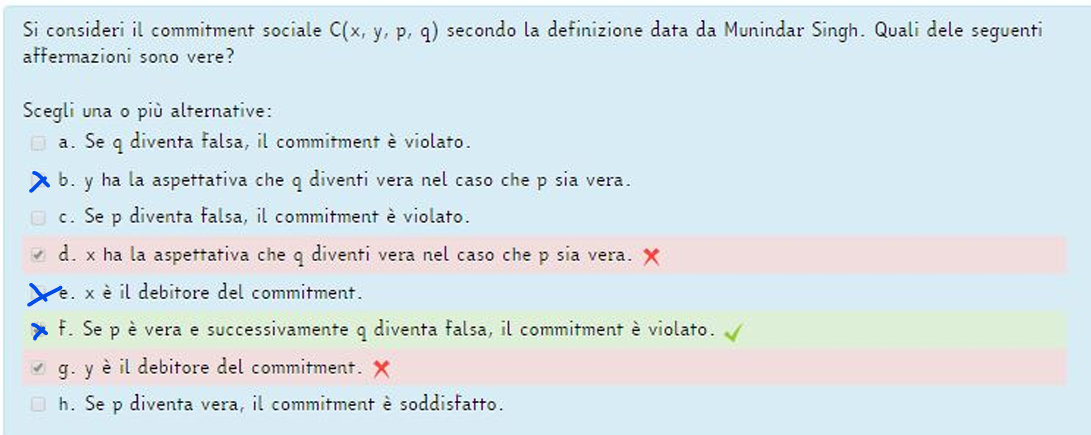 Si consideri il commitment sociale C(x, y, p, q) secondo la definizione data da Munindar Singh. Quali dele seguenti
affermazioni sono vere?
Scegli una o più alternative:
a. Se q diventa falsa, il commitment è violato.
b. y ha la aspettativa che q diventi vera nel caso che p sia vera.
c. Se p diventa falsa, il commitment è violato.
d. x ha la aspettativa che q diventi vera nel caso che p sia vera.
e. x è il debitore del commitment.
f. Se p è vera e successivamente q diventa falsa, il commitment è violato.
g. y è il debitore del commitment.
h. Se p diventa vera, il commitment è soddisfatto.